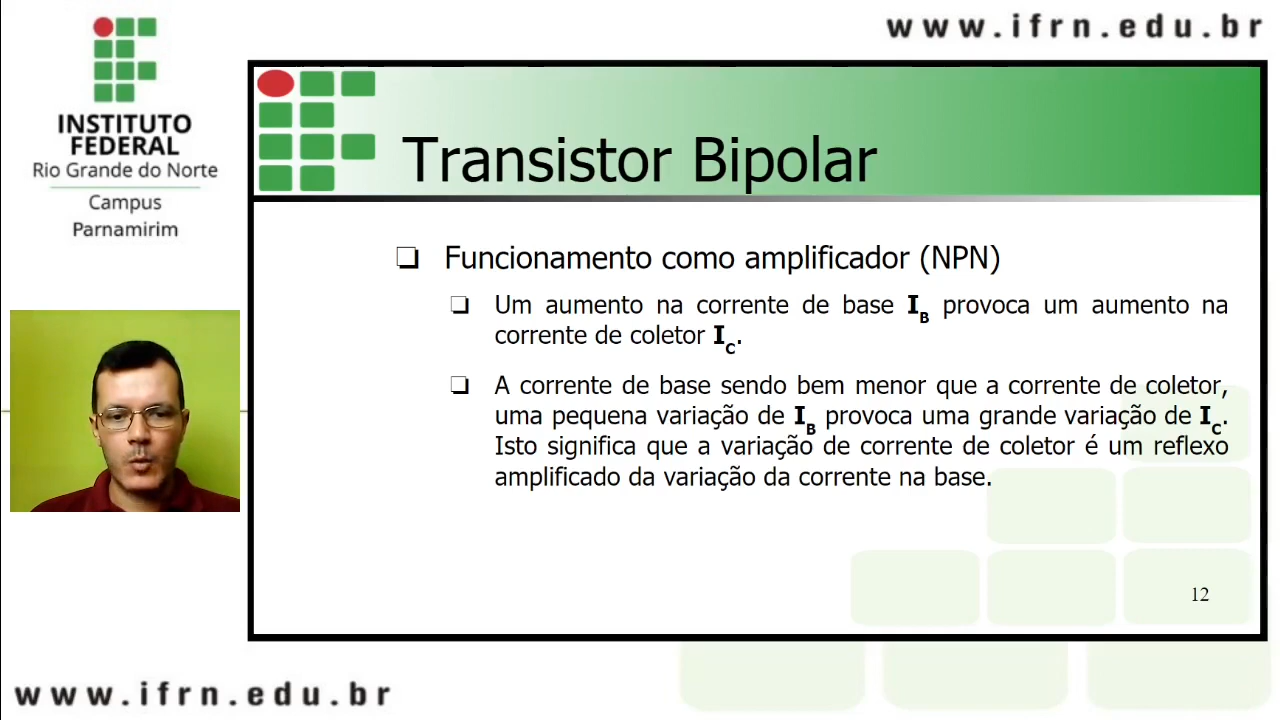 www.ifrn.edu.br
INSTITUTO
FEDERAL
Rio Grande do Norte
Campus
Parnamirim
Transistor Bipolar
Funcionamento como amplificador (NPN)
Um aumento na corrente de base IB provoca um aumento na
corrente de coletor IC.
A corrente de base sendo bem menor que a corrente de coletor,
uma pequena variação de IB provoca uma grande variação de IC.
Isto significa que a variação de corrente de coletor é um reflexo
amplificado da variação da corrente na base.
12
www.ifrn.edu.br